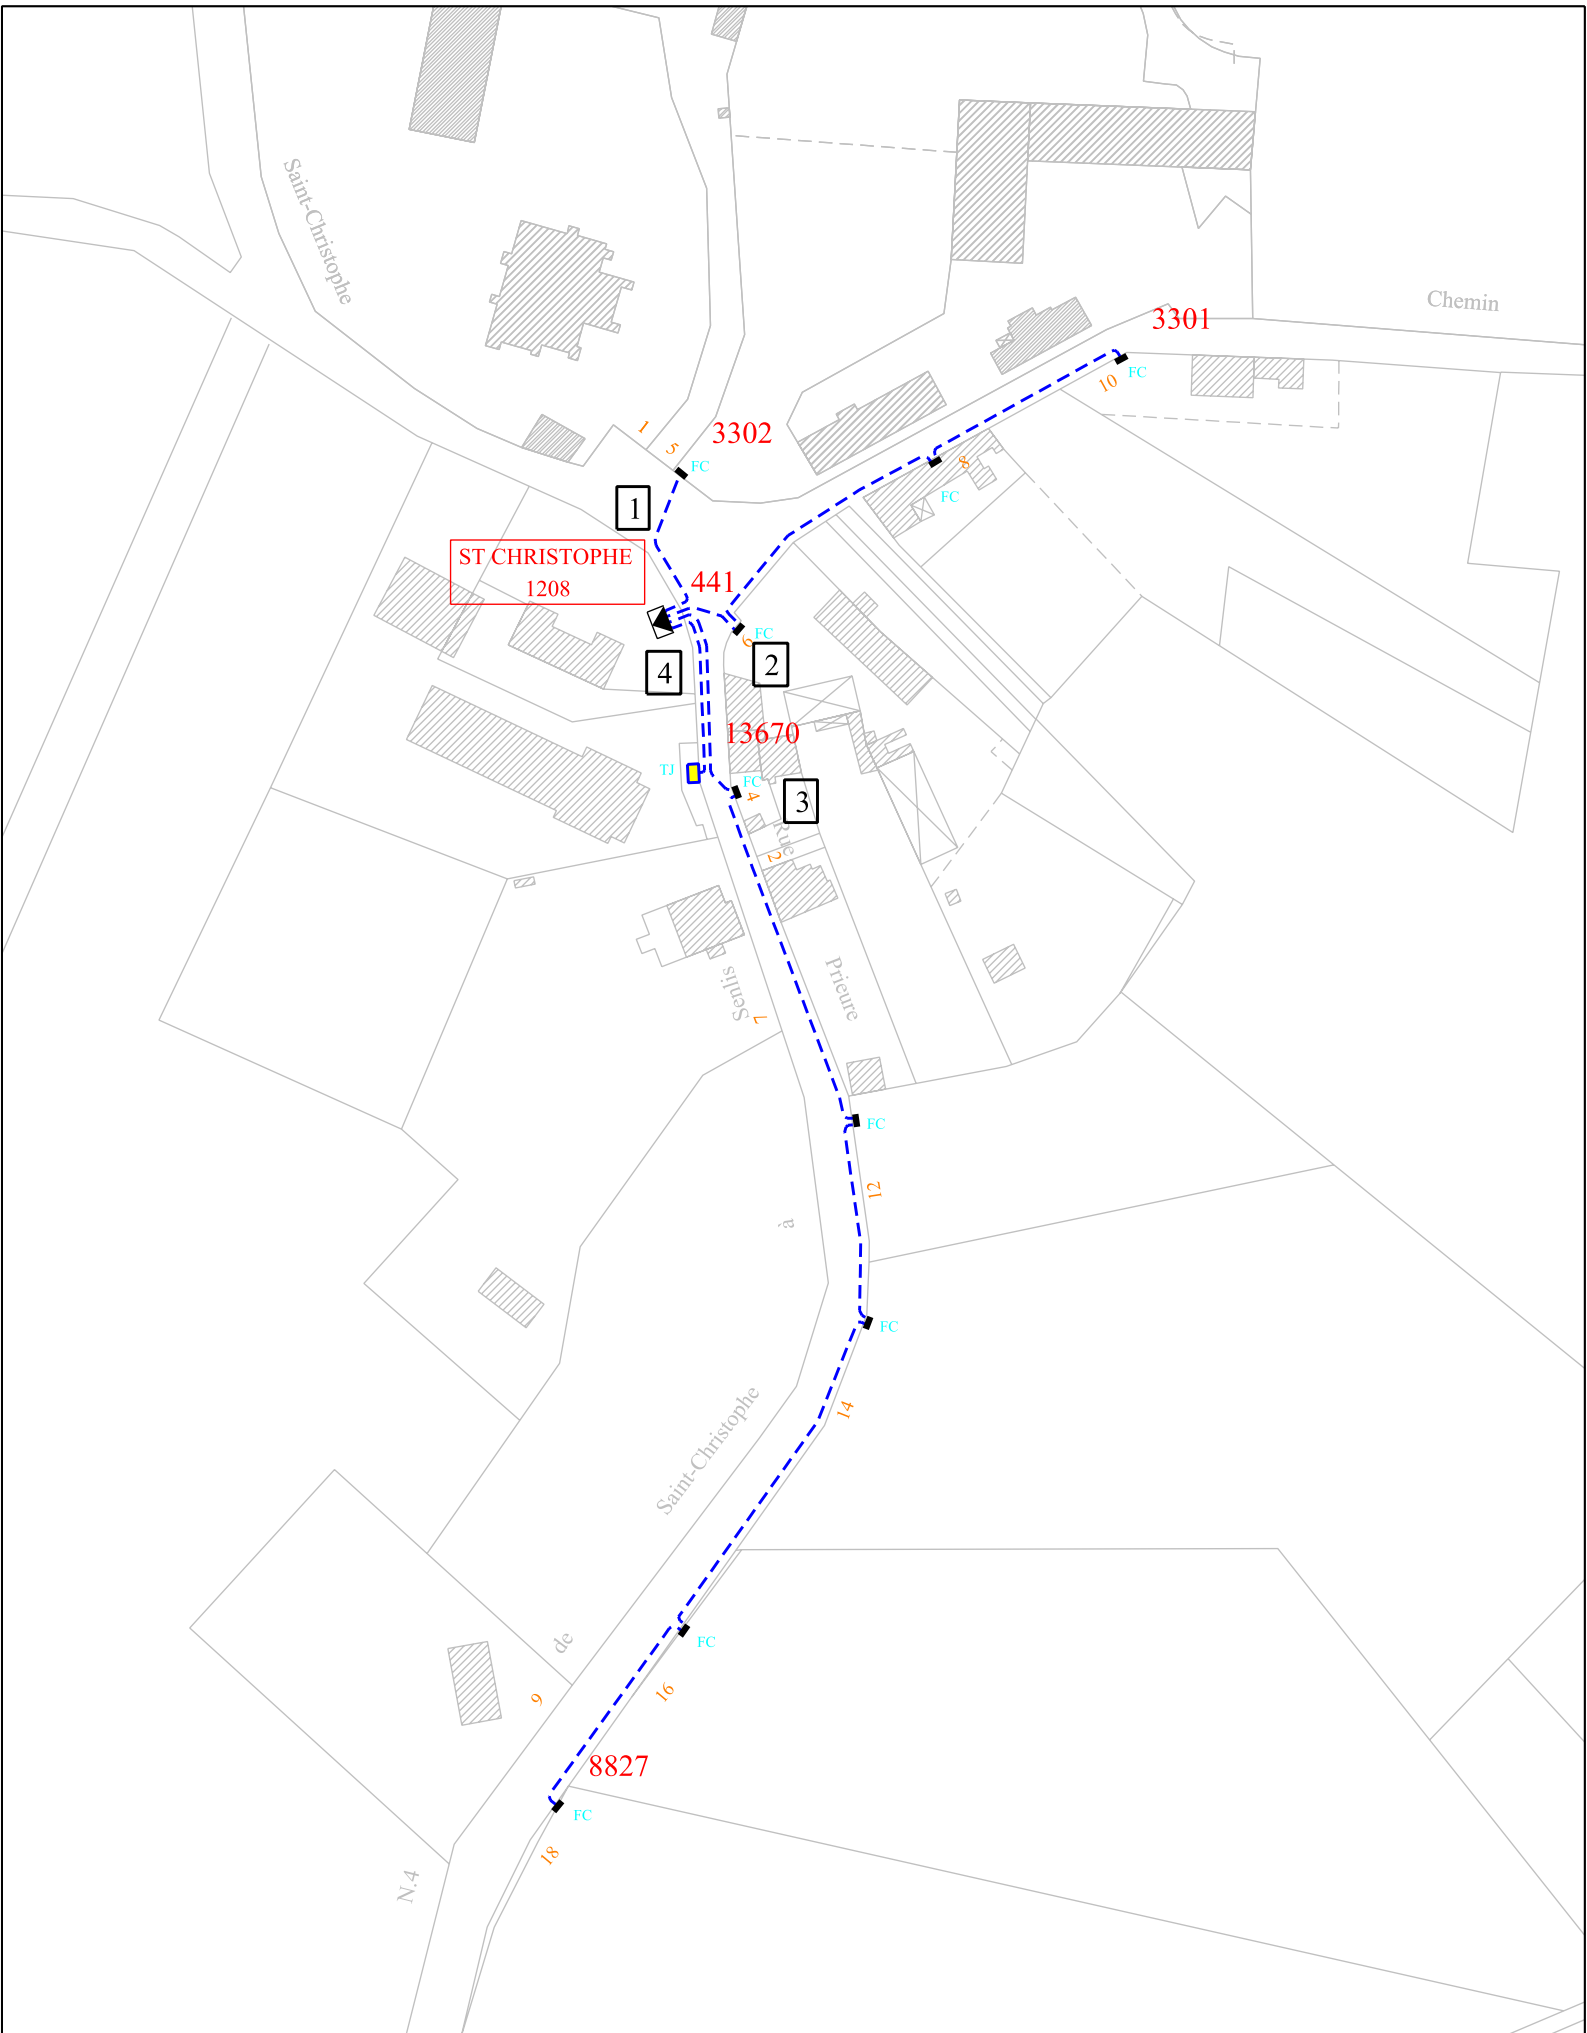 Saint-Christophe
Chemin
3301
FC
10
1
5
3302
FC
8
FC
1
ST CHRISTOPHE
1208
441
FC
6
2
4
13670
TJ
FC
4
3
Rue
2
Prieure
Senlis
7
FC
12
à
FC
14
Saint-Christophe
FC
de
16
9
8827
FC
18
N.4